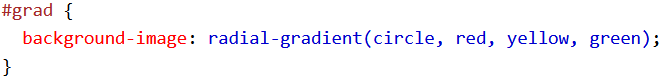 #grad {
  background-image: radial-gradient(circle, red, yellow, green);
}